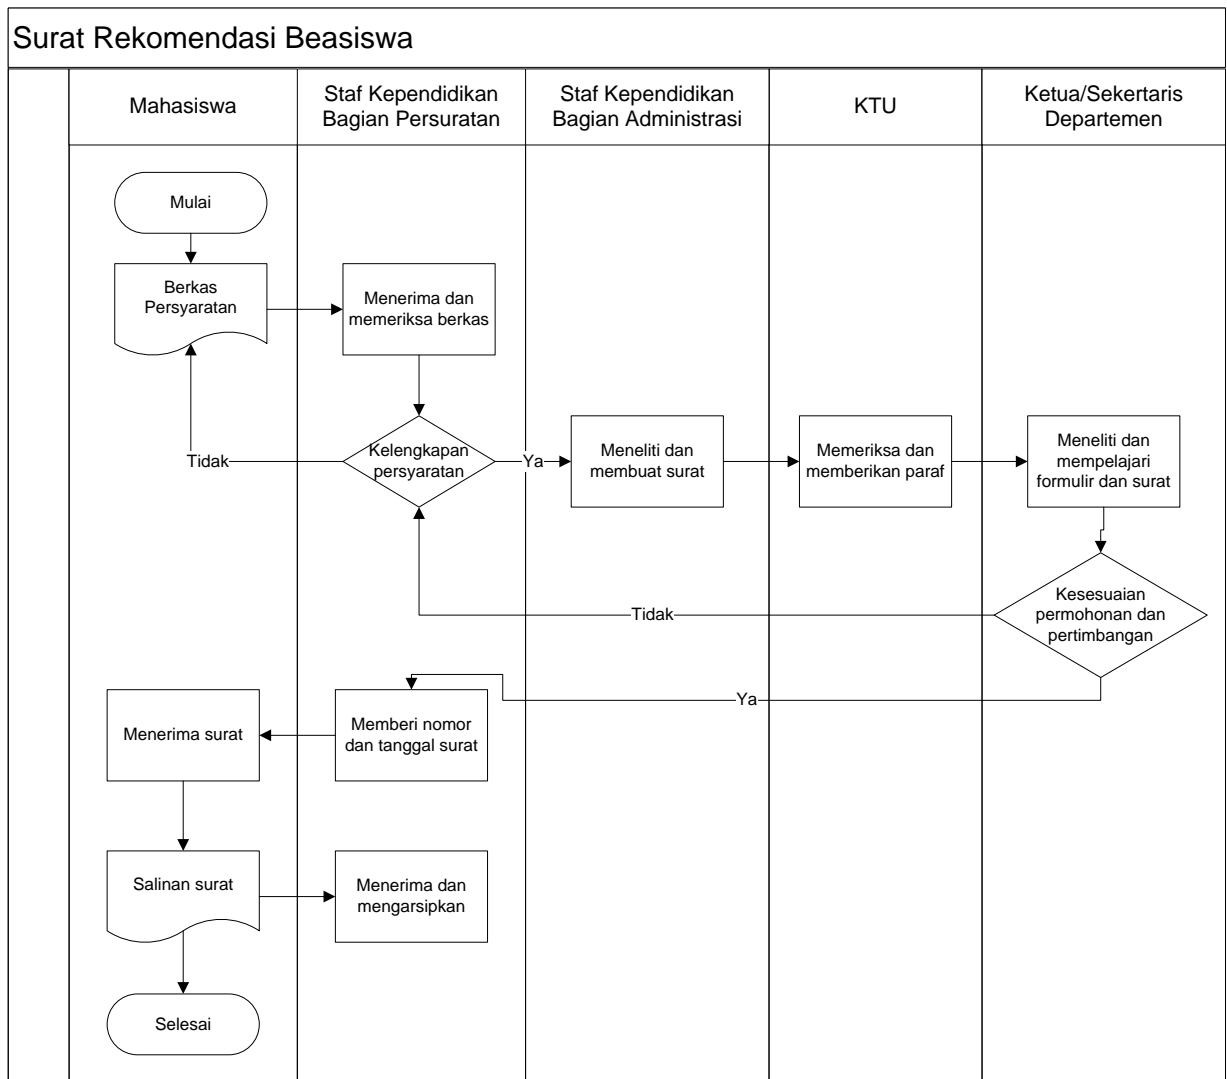 Surat Rekomendasi Beasiswa
Mahasiswa
Staf Kependidikan
Bagian Persuratan
Staf Kependidikan
Bagian Administrasi
KTU
Ketua/Sekertaris
Departemen
Mulai
Berkas
Persyaratan
Menerima dan
memeriksa berkas
Kelengkapan
persyaratan
Tidak
Ya
Meneliti dan
membuat surat
Memeriksa dan
memberikan paraf
Meneliti dan
mempelajari
formulir dan surat
Kesesuaian
permohonan dan
pertimbangan
Tidak
Ya
Memberi nomor
dan tanggal surat
Menerima surat
Salinan surat
Menerima dan
mengarsipkan
Selesai